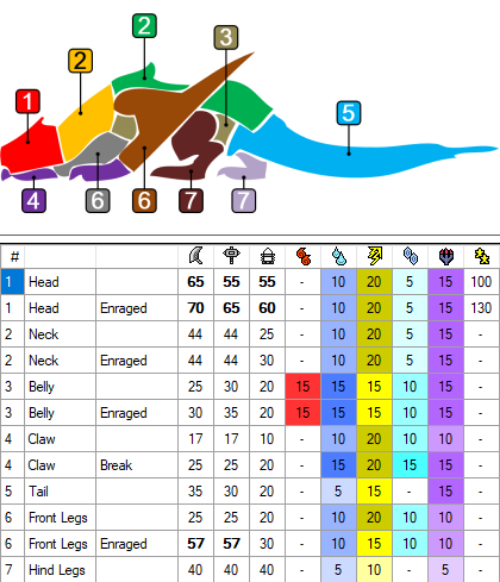 2
2
3
1
5
4
6
6
7
7
#
1 Head 65 55 55 - 10 20 5 15 100
1 Head Enraged 70 65 60 - 10 20 5 15 130
2 Neck 44 44 25 - 10 20 5 15 -
2 Neck Enraged 44 44 30 - 10 20 5 15 -
3 Belly 25 30 20 15 15 15 10 15 -
3 Belly Enraged 30 35 20 15 15 15 10 15 -
4 Claw 17 17 10 - 10 20 10 10 -
4 Claw Break 25 25 20 - 15 20 15 15 -
5 Tail 35 30 20 - 5 15 - 15 -
6 Front Legs 25 25 20 - 10 20 10 10 -
6 Front Legs Enraged 57 57 30 - 10 15 10 10 -
7 Hind Legs 40 40 40 - 5 10 - 5 -